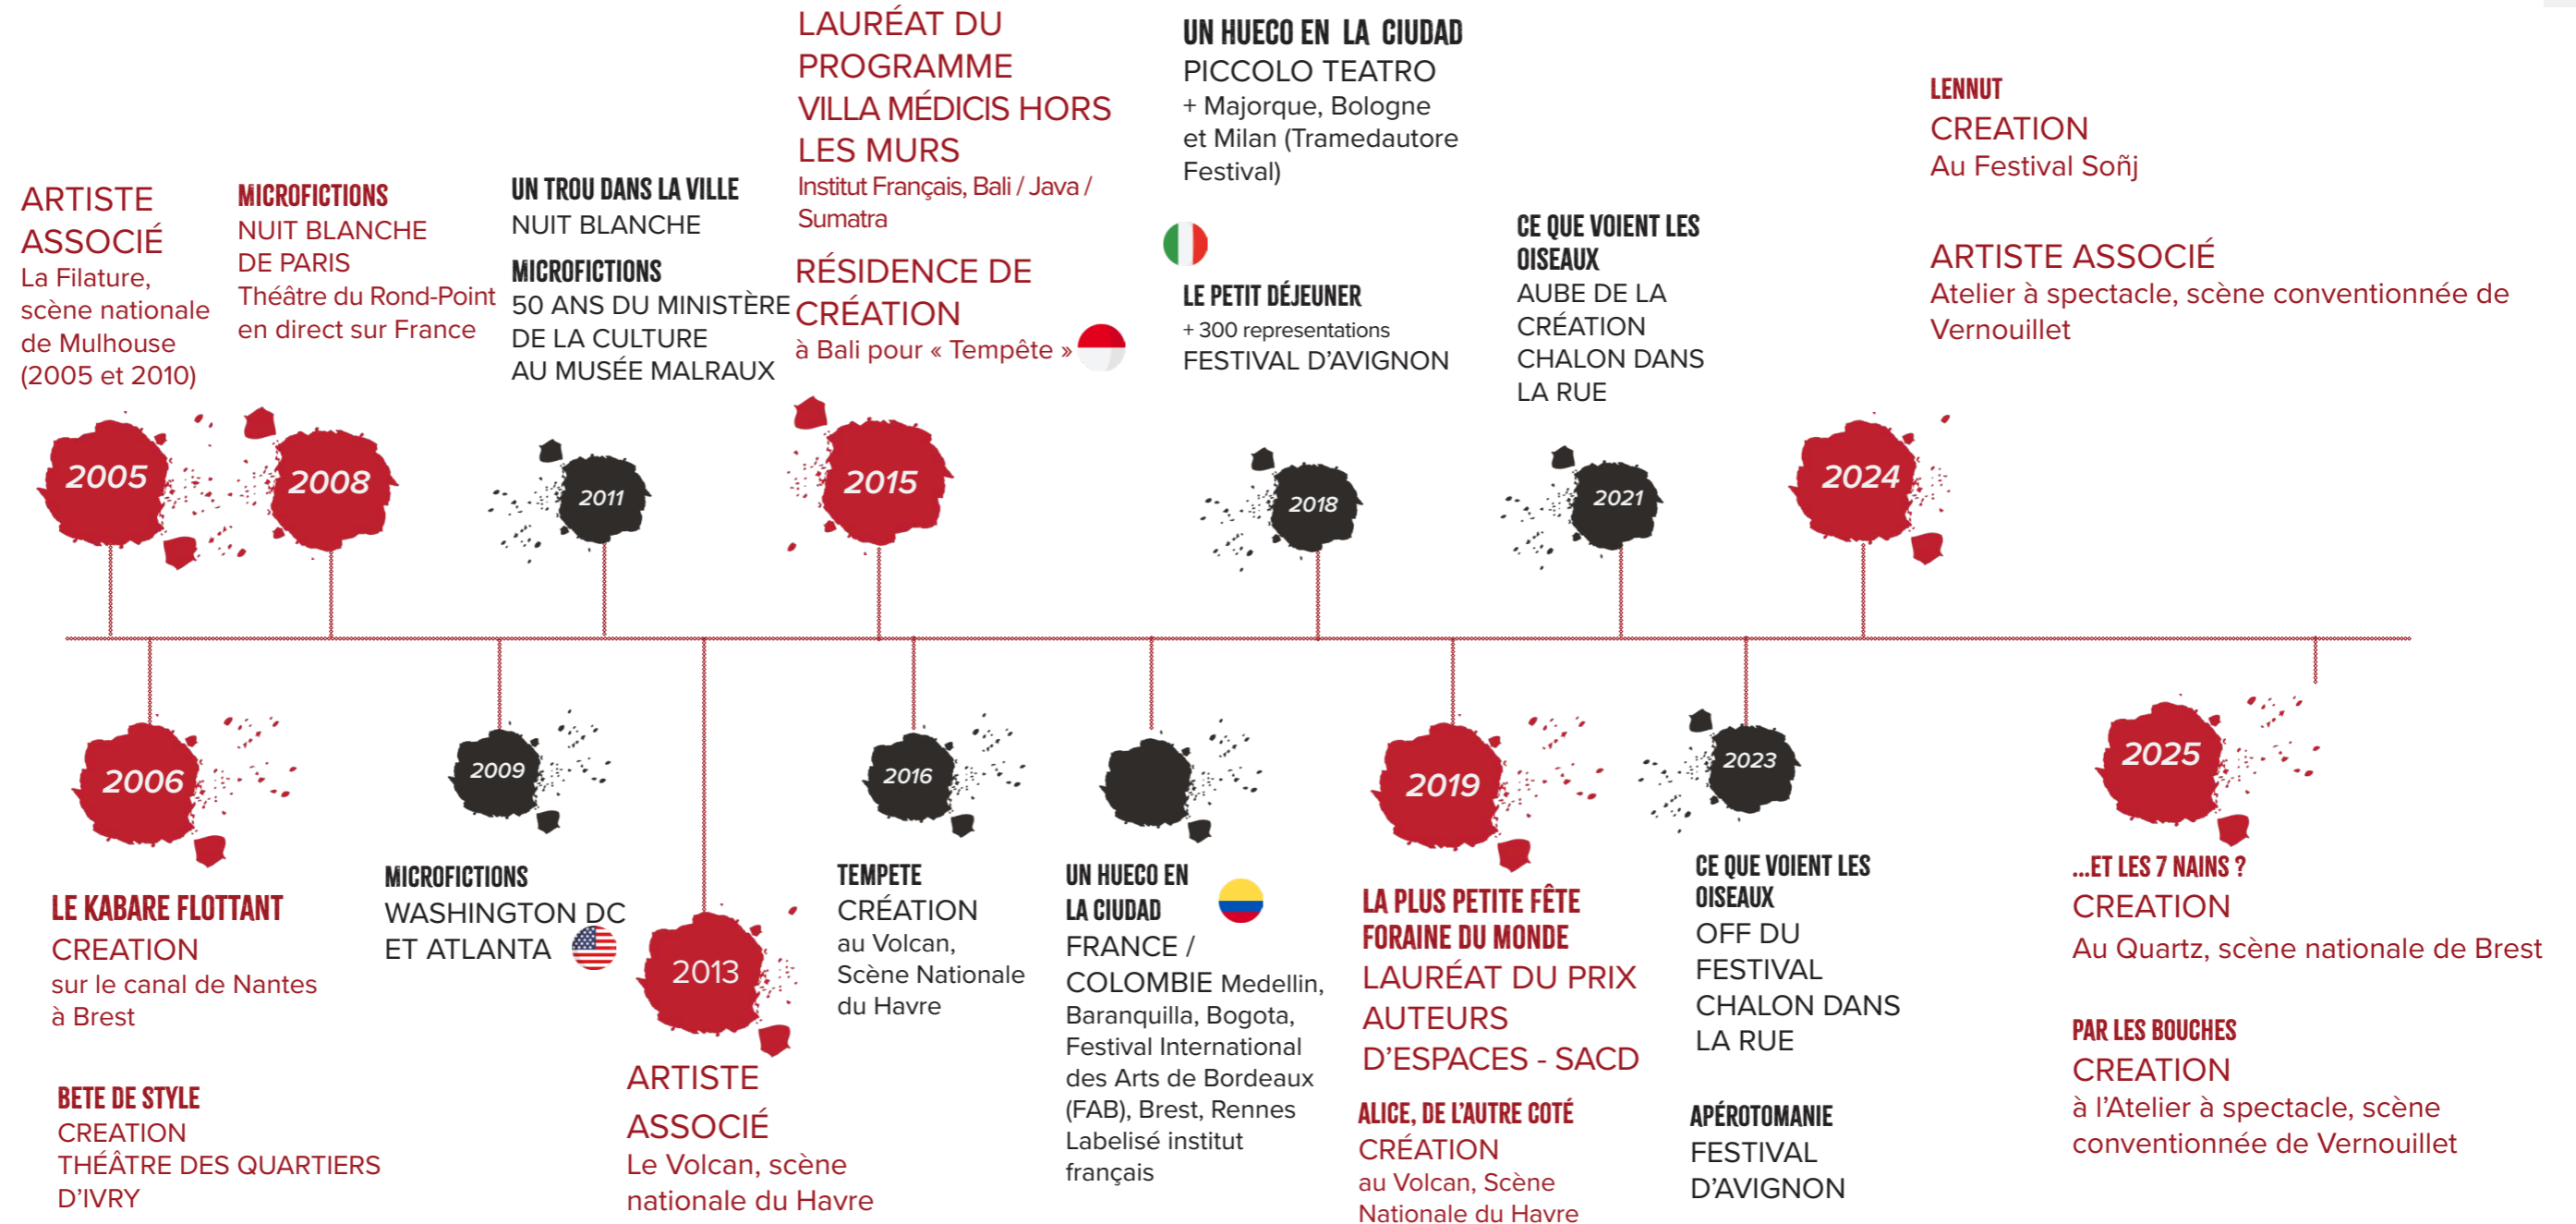 ARTISTE
ASSOCIÉ
La Filature,
scène nationale
de Mulhouse
(2005 et 2010)
2005
MICROFICTIONS
NUIT BLANCHE
DE PARIS
Théâtre du Rond-Point
en direct sur France
2008
UN TROU DANS LA VILLE
NUIT BLANCHE
MICROFICTIONS
50 ANS DU MINISTÈRE
DE LA CULTURE
AU MUSÉE MALRAUX
2011
LAURÉAT DU
PROGRAMME
VILLA MÉDICIS HORS
LES MURS
Institut Français, Bali / Java /
Sumatra
RÉSIDENCE DE
CRÉATION
à Bali pour « Tempête »
2015
UN HUECO EN LA CIUDAD
PICCOLO TEATRO
+ Majorque, Bologne
et Milan (Tramedautore
Festival)
LE PETIT DÉJEUNER
+ 300 representations
FESTIVAL D’AVIGNON
2018
CE QUE VOIENT LES
OISEAUX
AUBE DE LA
CRÉATION
CHALON DANS
LA RUE
2021
LENNUT
CREATION
Au Festival Soñj
ARTISTE ASSOCIÉ
Atelier à spectacle, scène conventionnée de
Vernouillet
2024
2006
LE KABARE FLOTTANT
CREATION
sur le canal de Nantes
à Brest
BETE DE STYLE
CREATION
THÉÂTRE DES QUARTIERS
D’IVRY
2009
MICROFICTIONS
WASHINGTON DC
ET ATLANTA
2013
ARTISTE
ASSOCIÉ
Le Volcan, scène
nationale du Havre
2016
TEMPETE
CRÉATION
au Volcan,
Scène Nationale
du Havre
UN HUECO EN
LA CIUDAD
FRANCE /
COLOMBIE Medellin,
Baranquilla, Bogota,
Festival International
des Arts de Bordeaux
(FAB), Brest, Rennes
Labelisé institut
français
2019
LA PLUS PETITE FÊTE
FORAINE DU MONDE
LAURÉAT DU PRIX
AUTEURS
D’ESPACES - SACD
ALICE, DE L’AUTRE COTÉ
CRÉATION
au Volcan, Scène
Nationale du Havre
2023
CE QUE VOIENT LES
OISEAUX
OFF DU
FESTIVAL
CHALON DANS
LA RUE
APÉROTOMANIE
FESTIVAL
D’AVIGNON
2025
...ET LES 7 NAINS ?
CREATION
Au Quartz, scène nationale de Brest
PAR LES BOUCHES
CREATION
à l’Atelier à spectacle, scène
conventionnée de Vernouillet